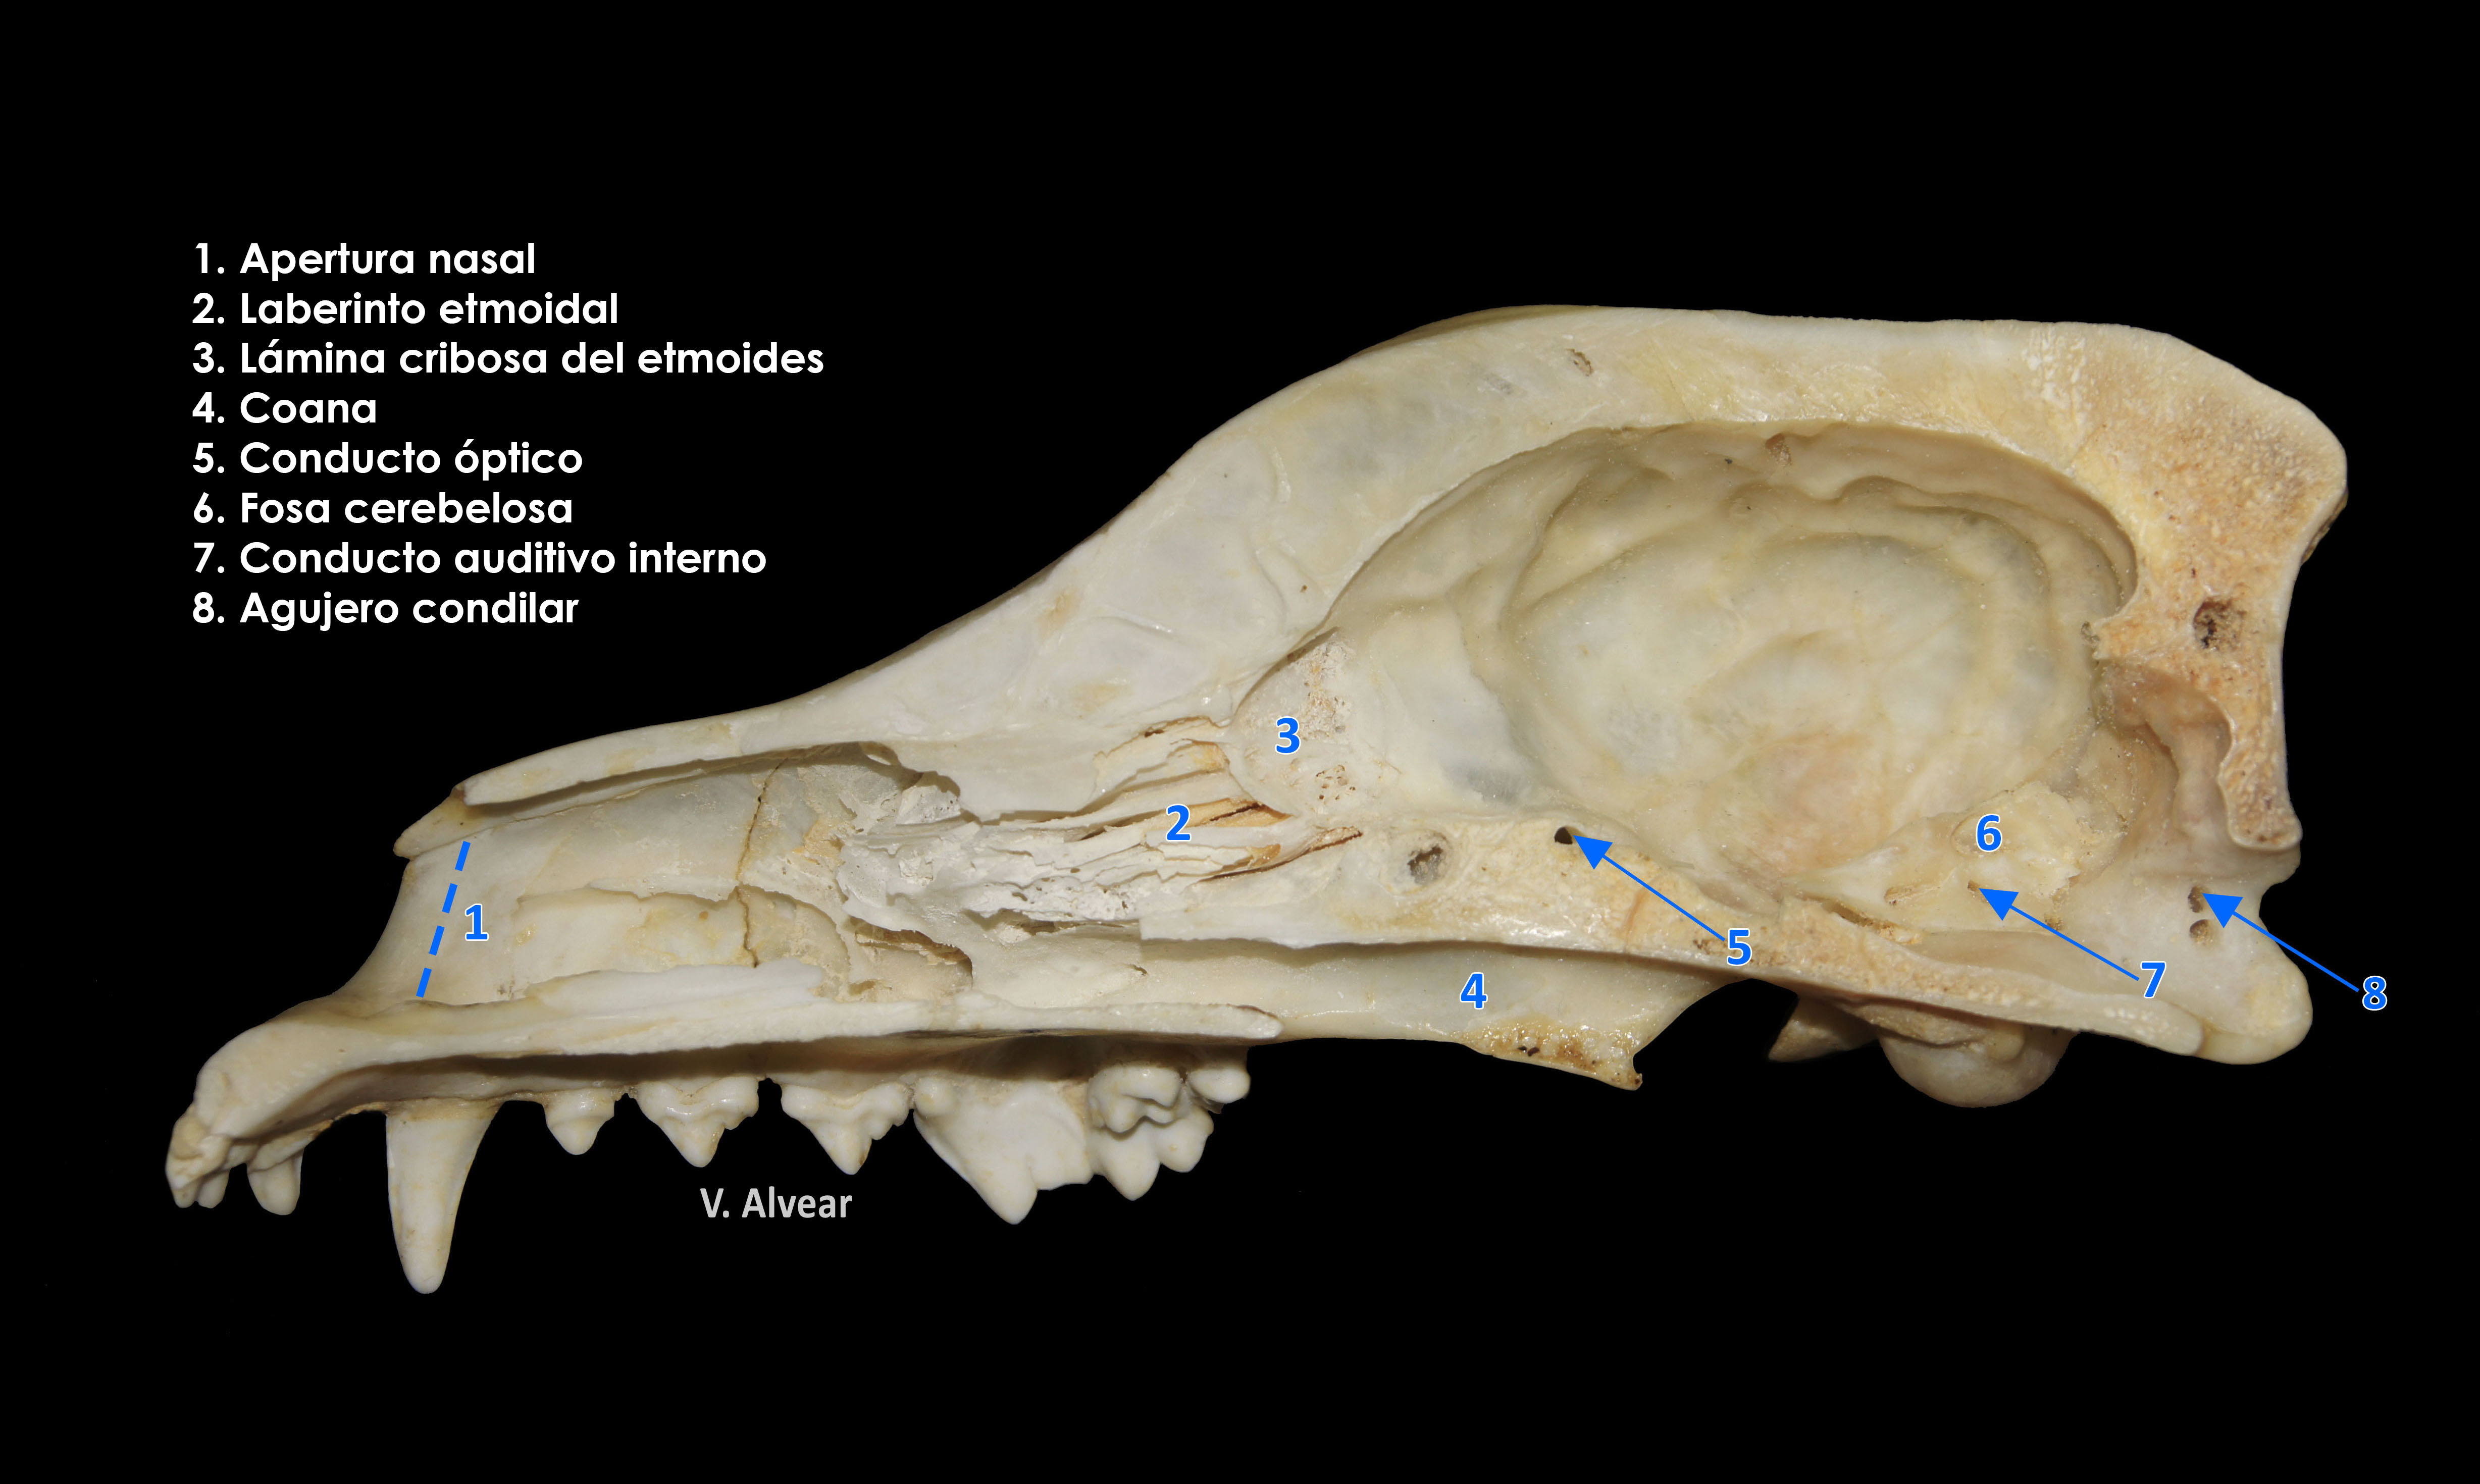 1. Apertura nasal
2. Laberinto etmoidal
3. Lámina cribosa del etmoides
4. Coana
5. Conducto óptico
6. Fosa cerebelosa
7. Conducto auditivo interno
8. Agujero condilar
3
2
6
1
5
4
7
8
V. Alvear